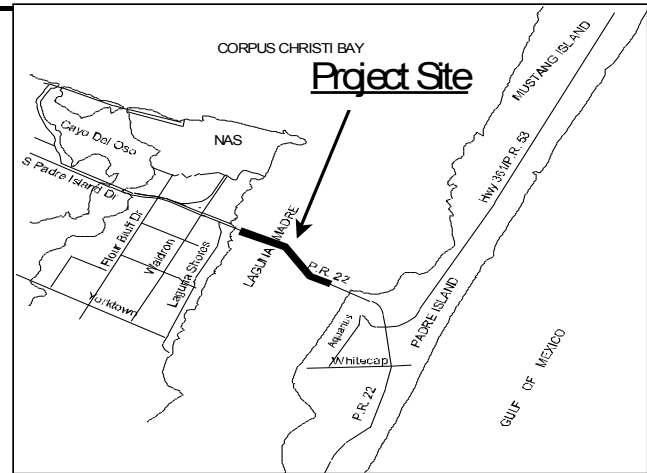 CORPUS CHRISTI BAY
Project Site
MUSTANG ISLAND
Cayo Del Oso
NAS
Hwy 361/P.R. 53
S Padre Island Dr
Flour Bluff Dr
Waldron
Laguna Shores
LAGUNA MADRE
P.R. 22
Yorktown
Aquarius
PADRE ISLAND
Whitecap
P.R. 22
GULF OF MEXICO